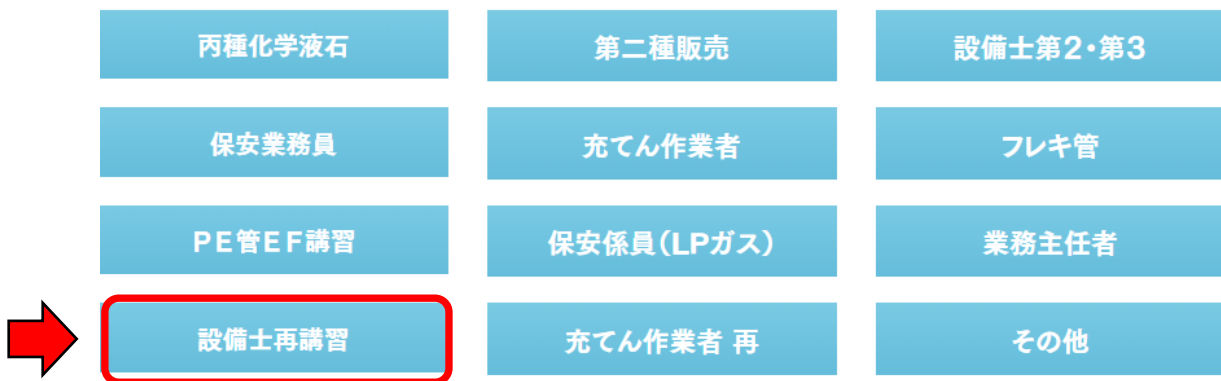 丙種化学液石
第二種販売
設備士第2・第3
保安業務員
充てん作業者
フレキ管
PE管EF講習
保安係員(LPガス)
業務主任者
設備士再講習
充てん作業者 再
その他